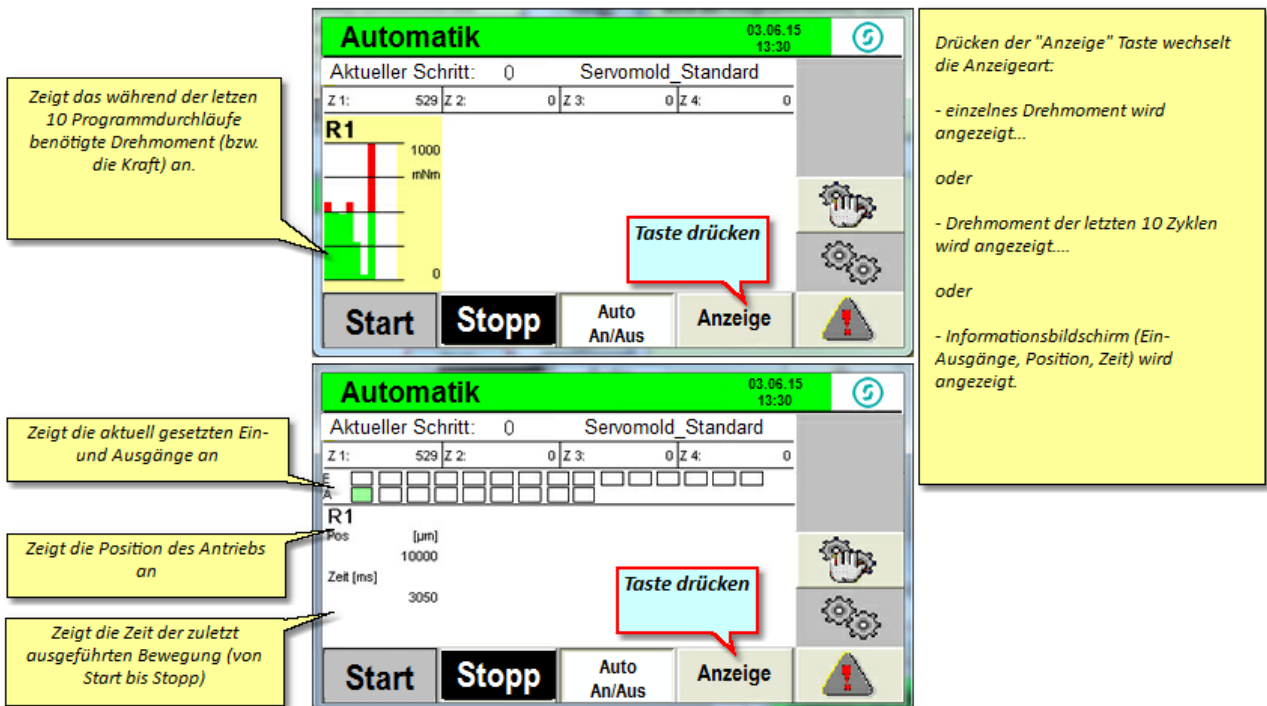 Automatik
03.06.15
13:30
Aktueller Schritt: 0 Servomold_Standard
Z 1: 529 Z 2: 0 Z 3: 0 Z 4: 0
R1
1000
mNm
0
Taste drücken
Start
Stopp
Auto
An/Aus
Anzeige
Zeigt das während der letzen
10 Programmdurchläufe
benötigte Drehmoment (bzw.
die Kraft) an.
Drücken der "Anzeige" Taste wechselt
die Anzeigeart:
- einzelnes Drehmoment wird
angezeigt...
oder
- Drehmoment der letzten 10 Zyklen
wird angezeigt....
oder
- Informationsbildschirm (Ein-
Ausgänge, Position, Zeit) wird
angezeigt.
Automatik
03.06.15
13:30
Aktueller Schritt: 0 Servomold_Standard
Z 1: 529 Z 2: 0 Z 3: 0 Z 4: 0
E
A
R1
Pos [µm]
10000
Zeit [ms]
3050
Taste drücken
Start
Stopp
Auto
An/Aus
Anzeige
Zeigt die aktuell gesetzten Ein-
und Ausgänge an
Zeigt die Position des Antriebs
an
Zeigt die Zeit der zuletzt
ausgeführten Bewegung (von
Start bis Stopp)